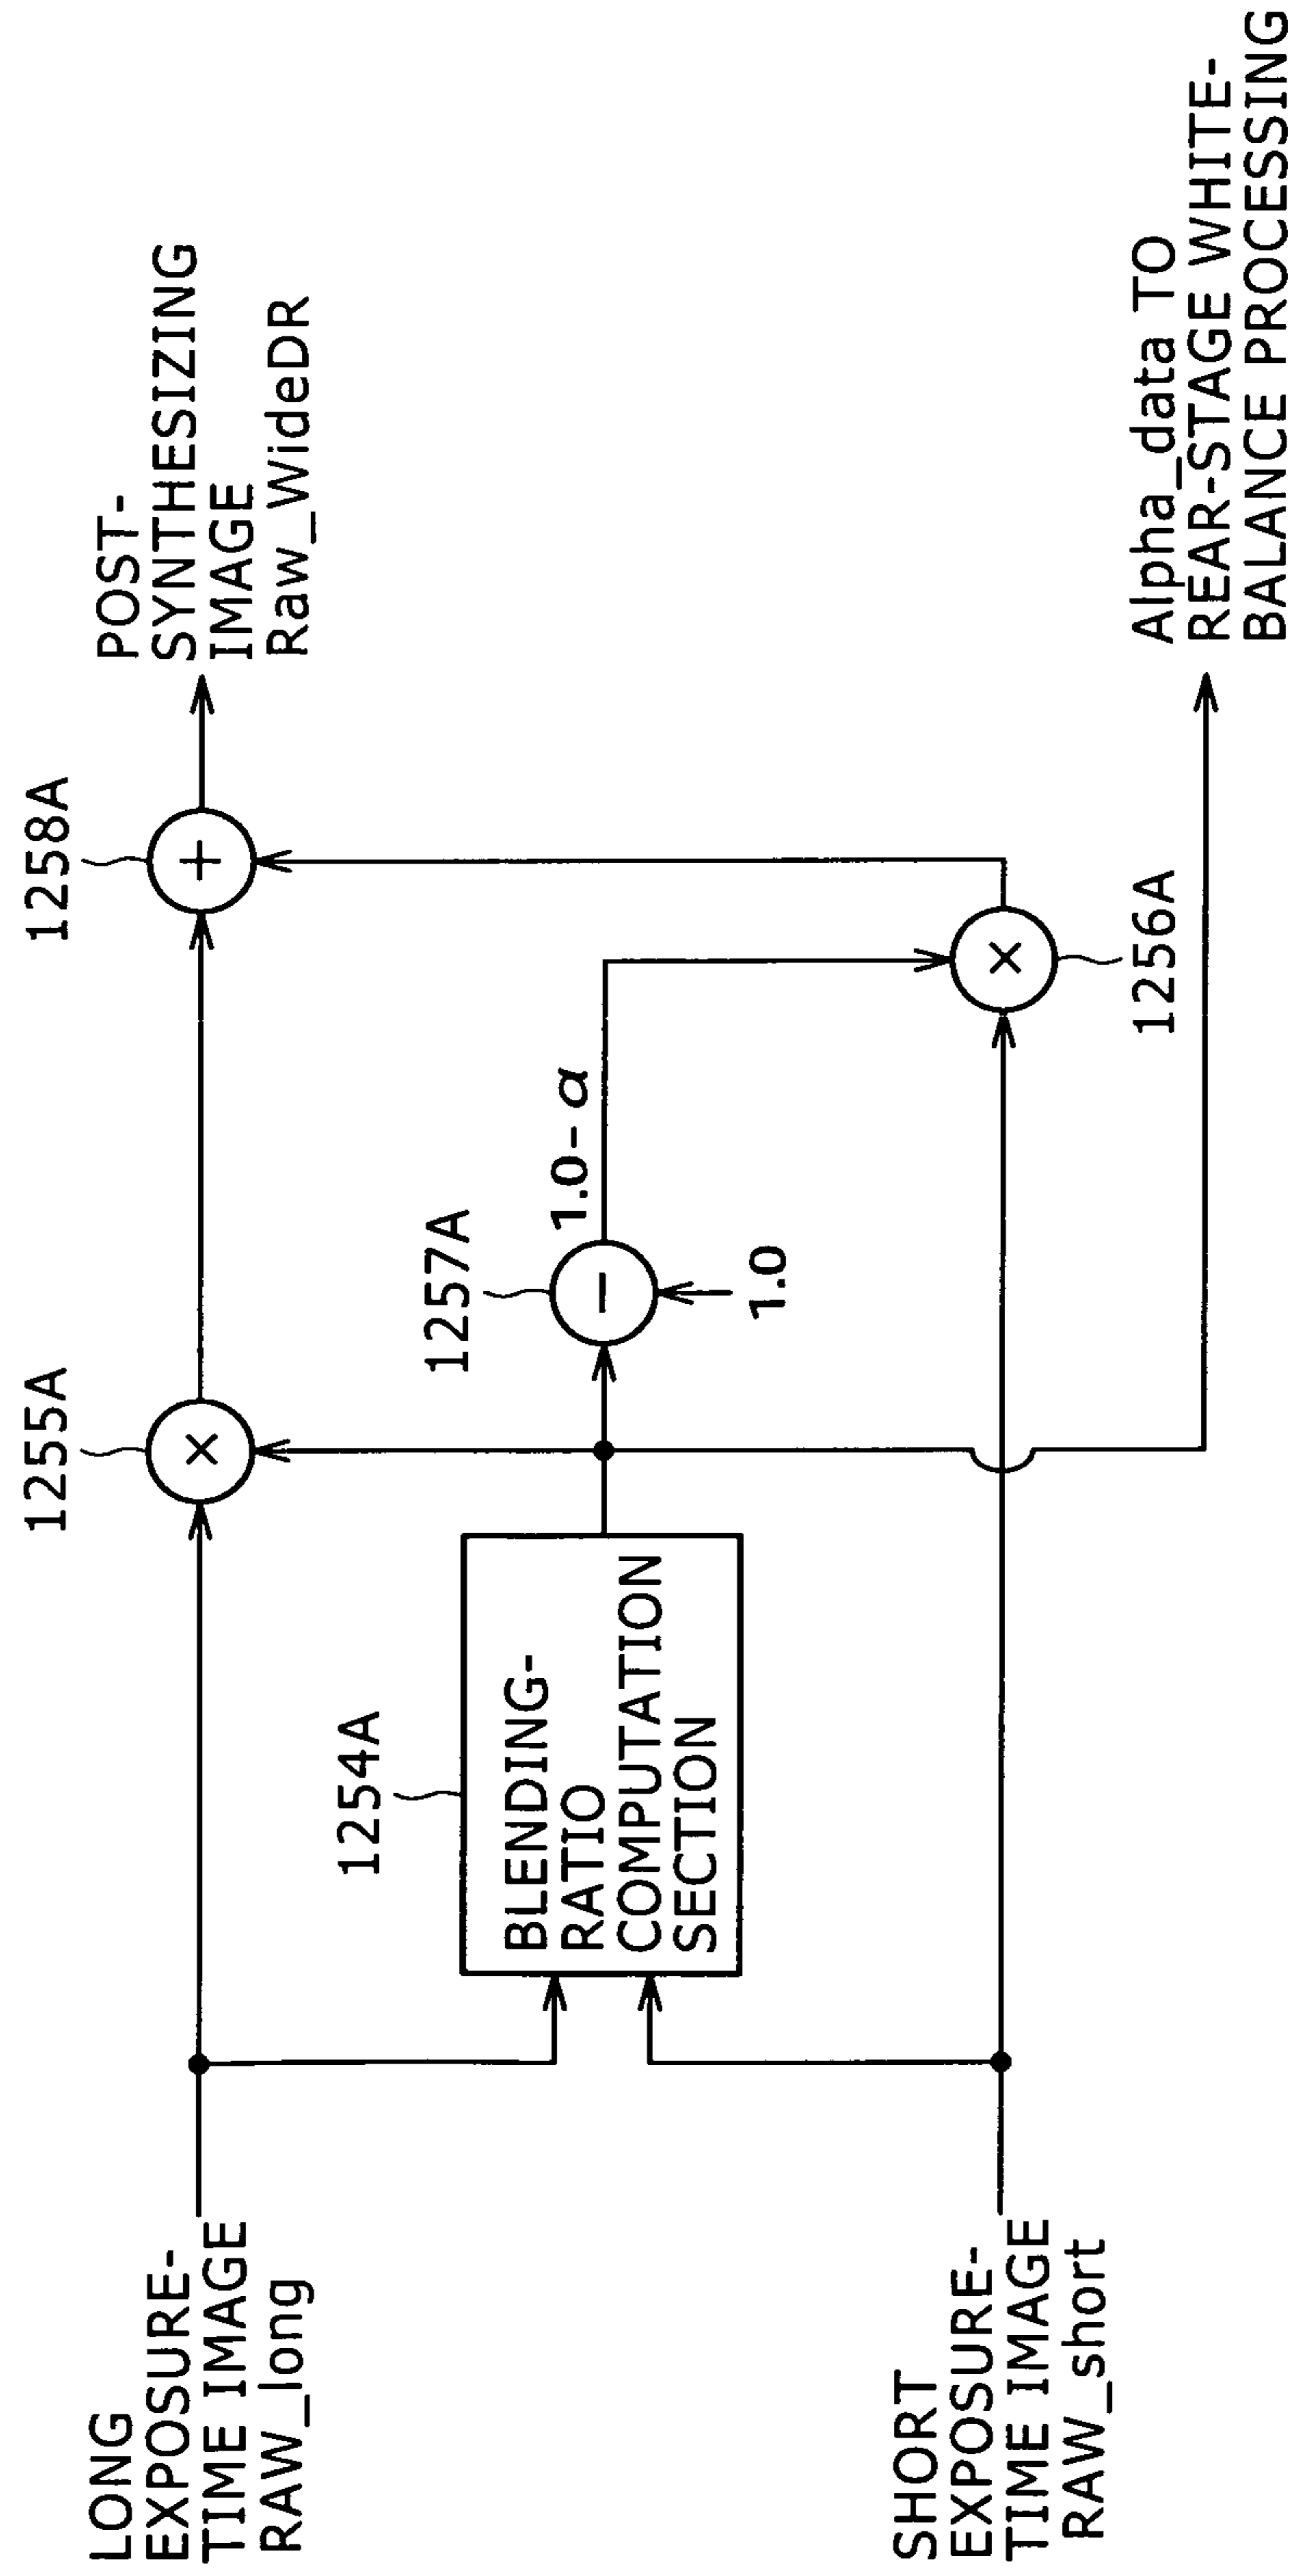 LONG
EXPOSURE-
TIME IMAGE
RAW_long
SHORT
EXPOSURE-
TIME IMAGE
RAW_short
1254A
BLENDING-
RATIO
COMPUTATION
SECTION
1255A
×
1257A
−
1.0
1.0-α
1256A
×
1258A
+
POST-
SYNTHESIZING
IMAGE
Raw_WideDR
Alpha_data TO
REAR-STAGE WHITE-
BALANCE PROCESSING